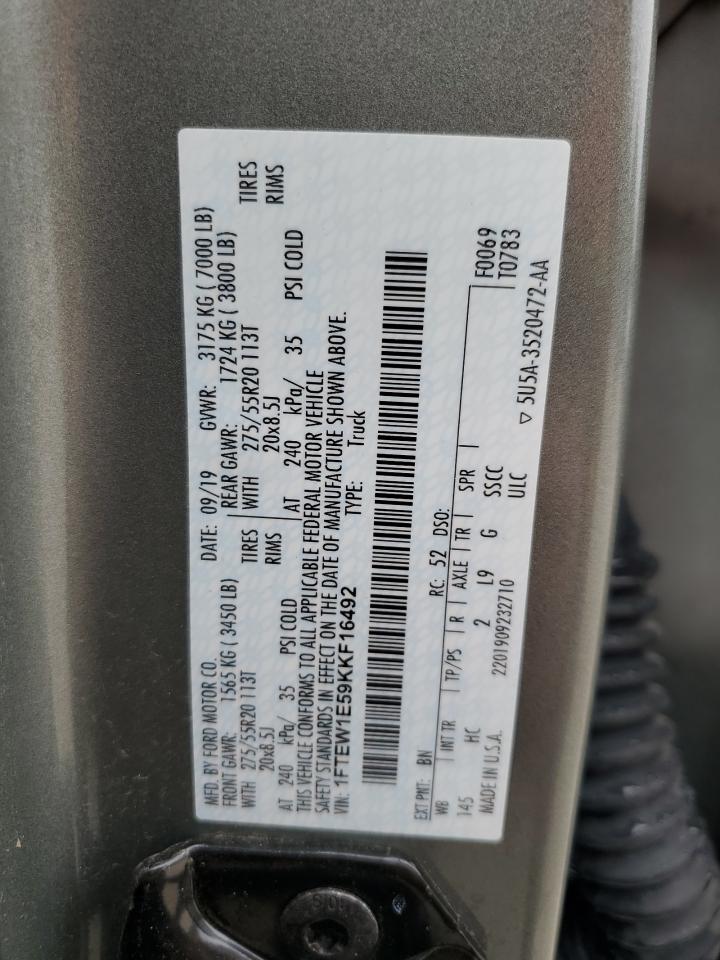 MFD. BY FORD MOTOR CO.
DATE: 09/19 GVWR: 3175 KG ( 7000 LB)
FRONT GAWR: 1565 KG (3450 LB)
REAR GAWR: 1724 KG ( 3800 LB)
WITH 275/55R20 113T TIRES
WITH 275/55R20 113T TIRES
20x8.5J RIMS
20x8.5J RIMS
AT 240 kPa/ 35 PSI COLD
AT 240 kPa/ 35 PSI COLD
THIS VEHICLE CONFORMS TO ALL APPLICABLE FEDERAL MOTOR VEHICLE
SAFETY STANDARDS IN EFFECT ON THE DATE OF MANUFACTURE SHOWN ABOVE.
VIN: 1FTEW1E59KKF16492 TYPE: Truck
EXT PNT: BN RC: 52 DSO:
WB INT TR TP/PS R AXLE TR SPR
F0069
T0783
145 HC 2 L9 G SSCC
MADE IN U.S.A. 2201909232710 ULC
▽ 5U5A-3520472-AA